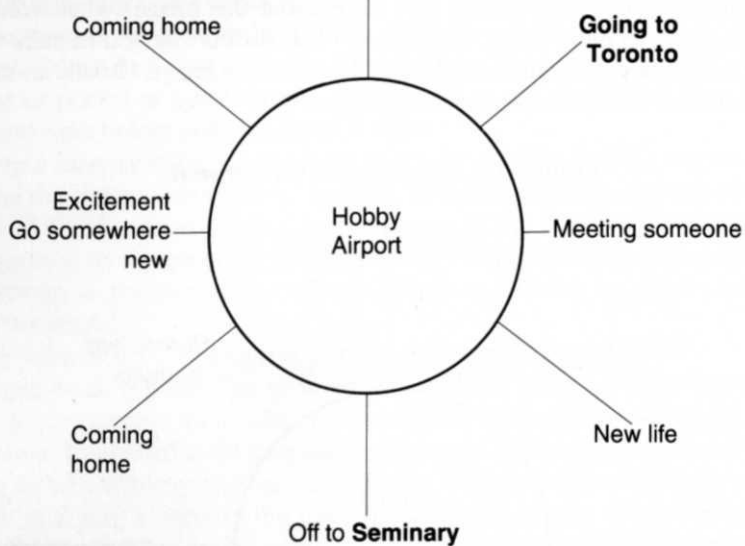 Coming home
Going to
Toronto
Excitement
Go somewhere
new
Hobby
Airport
Meeting someone
Coming
home
New life
Off to Seminary